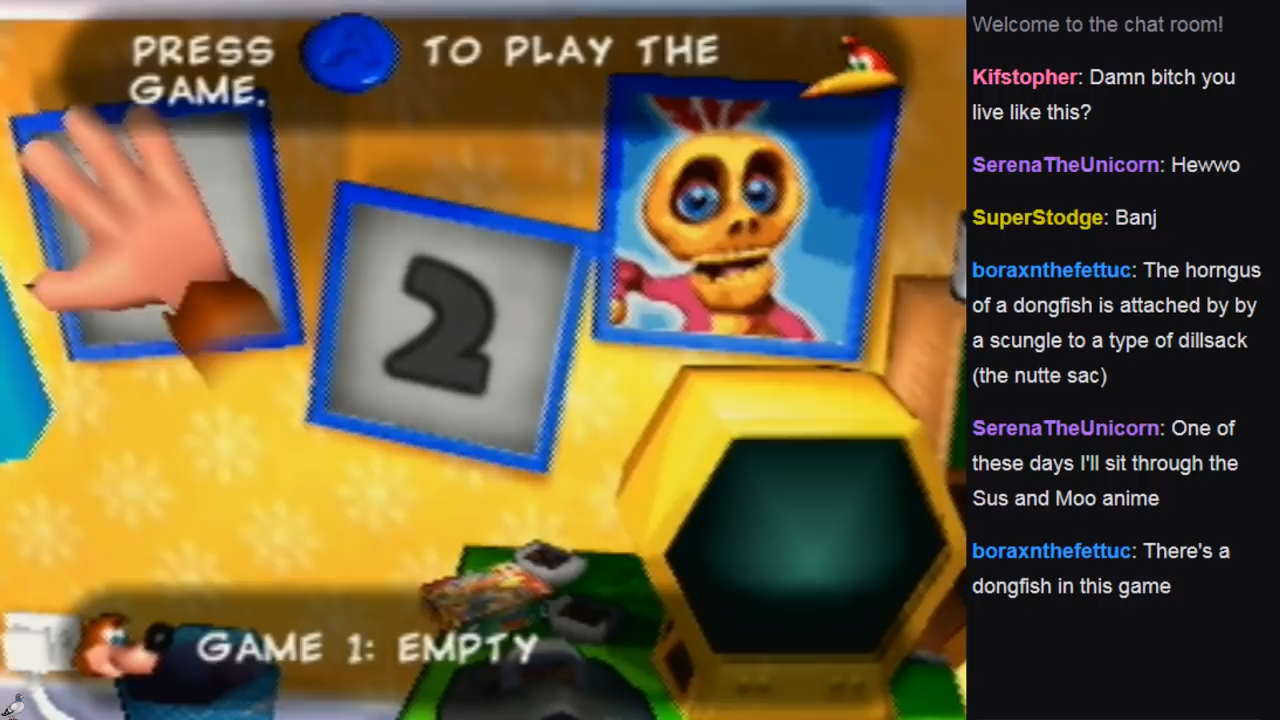 PRESS A TO PLAY THE
GAME.
2
GAME 1: EMPTY
Welcome to the chat room!
Kifstopher: Damn bitch you
live like this?
SerenaTheUnicorn: Hewwo
SuperStodge: Banj
boraxnthefettuc: The horngus
of a dongfish is attached by by
a scungle to a type of dillsack
(the nutte sac)
SerenaTheUnicorn: One of
these days I'll sit through the
Sus and Moo anime
boraxnthefettuc: There's a
dongfish in this game